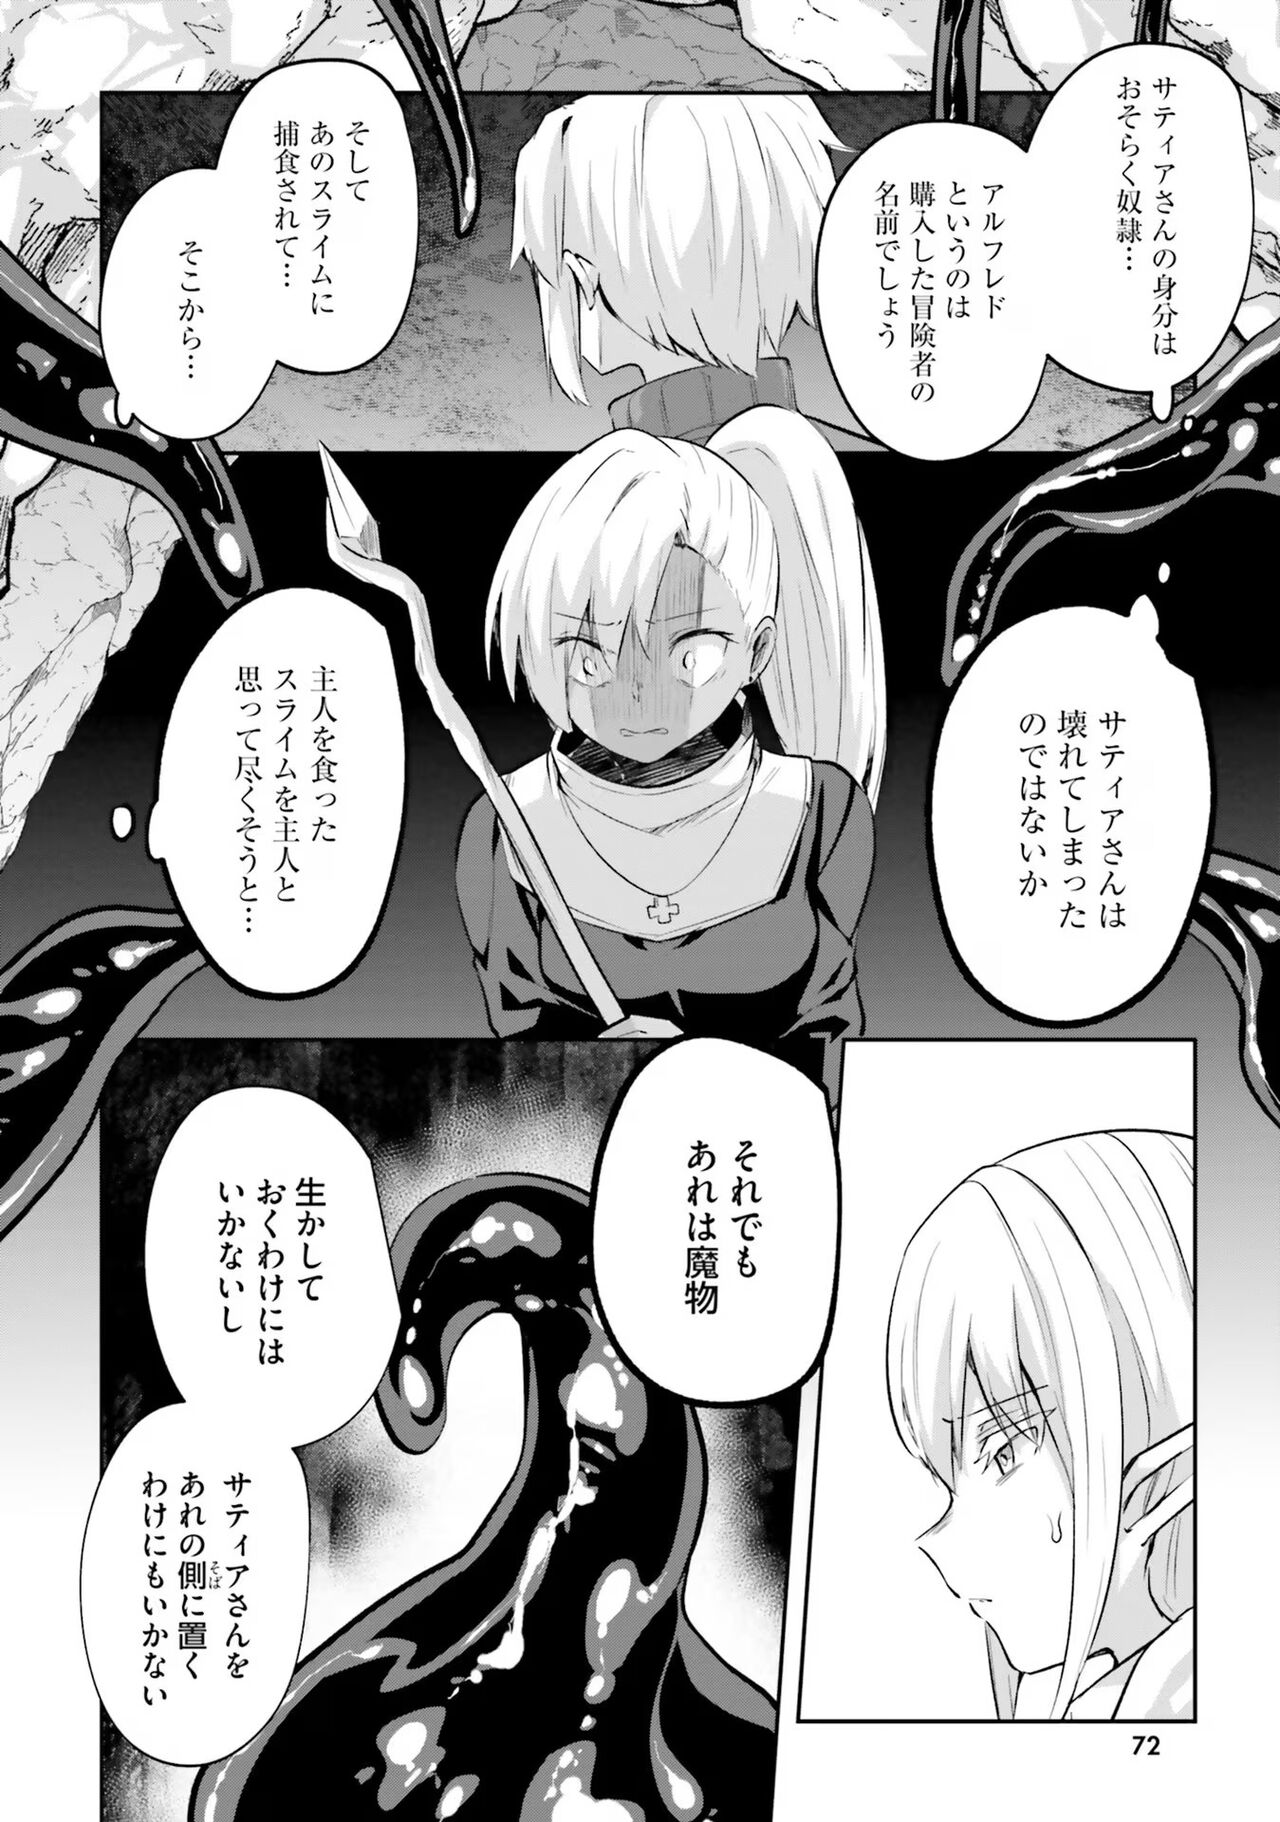 サティアさんの身分は
おそらく奴隷…
アルフレド
というのは
購入した冒険者の
名前でしょう
そして
あのスライムに
捕食されて…
そこから…
サティアさんは
壊れてしまった
のではないか
主人を食った
スライムを主人と
思って尽くそうと…
それでも
あれは魔物
生かして
おくわけには
いかないし
サティアさんを
あれの側に置く
そば
わけにもいかない
72